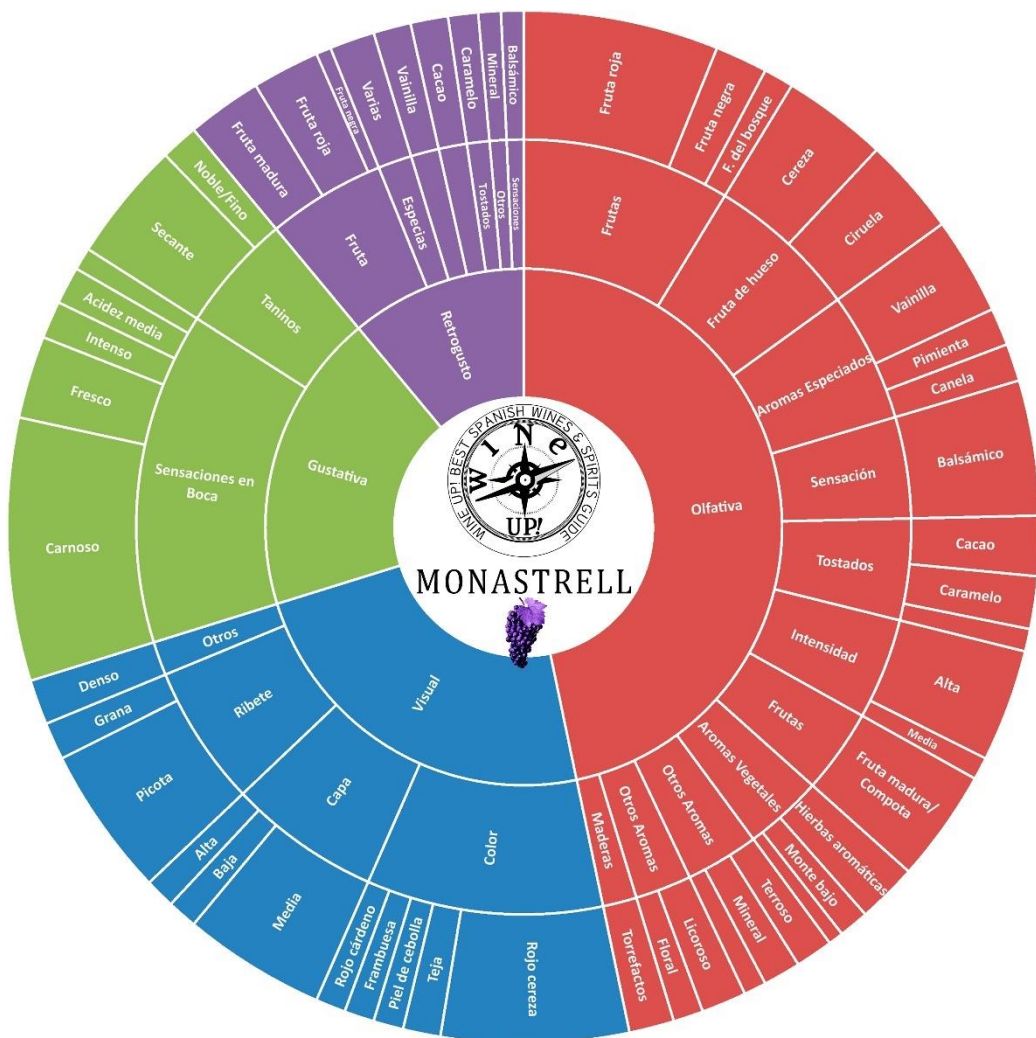 WINE UP! BEST SPANISH WINES & SPIRITS GUIDE
WINe
UP!
MONASTRELL
Olfativa
Frutas
Fruta roja
Fruta negra
F. del bosque
Fruta de hueso
Cereza
Ciruela
Aromas Especiados
Vainilla
Pimienta
Canela
Sensación
Balsámico
Tostados
Cacao
Caramelo
Intensidad
Alta
Media
Frutas
Fruta madura/
Compota
Aromas Vegetales
Hierbas aromáticas
Monte bajo
Otros Aromas
Terroso
Mineral
Otros Aromas
Licoroso
Floral
Maderas
Torrefactos
Visual
Color
Rojo cereza
Teja
Piel de cebolla
Frambuesa
Rojo cárdeno
Capa
Media
Baja
Alta
Ribete
Picota
Grana
Otros
Denso
Gustativa
Sensaciones en
Boca
Carnoso
Fresco
Intenso
Acidez media
Taninos
Secante
Noble/Fino
Retrogusto
Fruta
Fruta madura
Fruta roja
Fruta negra
Especias
Varias
Vainilla
Cacao
Tostados
Caramelo
Otros
Mineral
Sensaciones
Balsámico